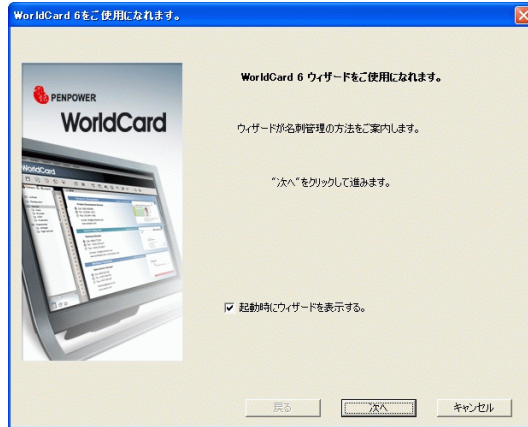 WorldCard 6をご使用になれます。
PENPOWER
WorldCard
WorldCard
WorldCard 6 ウィザードをご使用になれます。
ウィザードが名刺管理の方法をご案内します。
“次へ”をクリックして進みます。
起動時にウィザードを表示する。
戻る
次へ
キャンセル